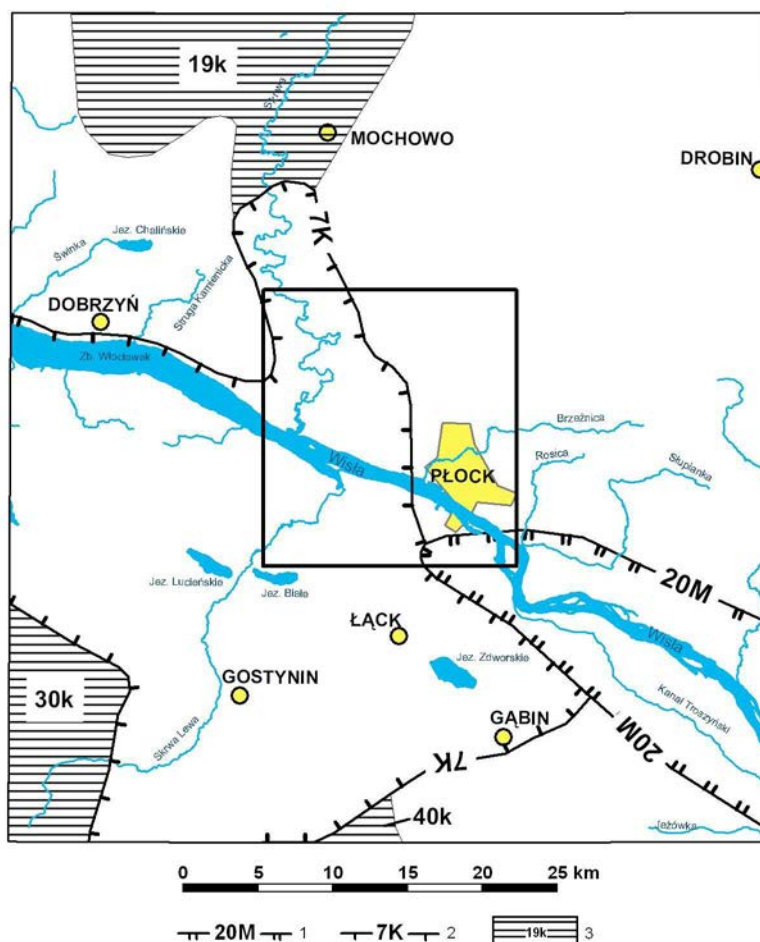 19k
Skrwa
MOCHOWO
DROBIN
7K
Jez. Chalińskie
Świnka
Struga Kamienicka
DOBRZYŃ
Zb. Włocławek
Brzeźnica
Rosica
Słupianka
Wisła
PŁOCK
20M
Jez. Lucieńskie
Jez. Białe
ŁĄCK
Wisła
Jez. Zdworskie
GOSTYNIN
30k
Kanał Troszyński
GĄBIN
20M
Skrwa Lewa
7K
40k
Jeżówka
0 5 10 15 20 25 km
20M 1 7K 2 19k 3